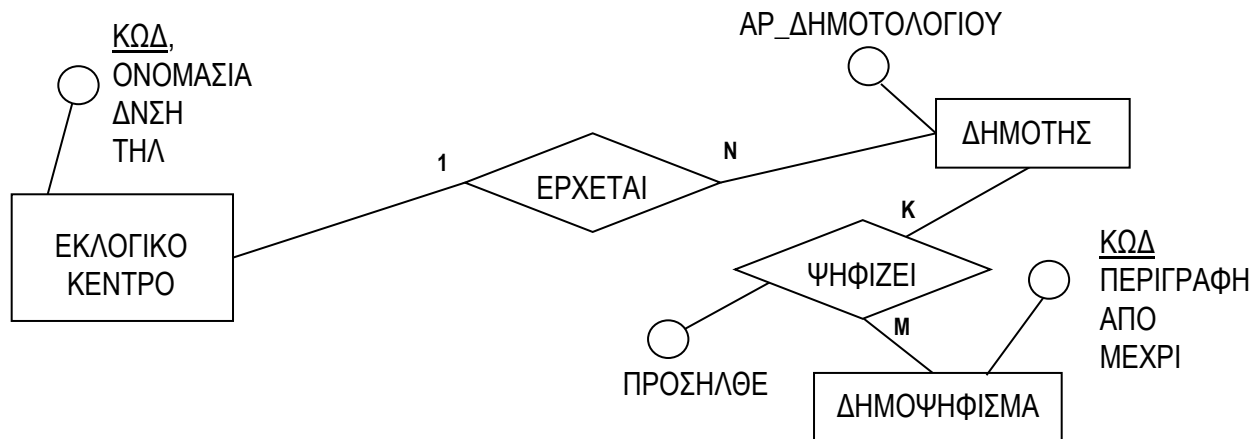 ΚΩΔ,
ΟΝΟΜΑΣΙΑ
ΔΝΣΗ
ΤΗΛ
ΑΡ_ΔΗΜΟΤΟΛΟΓΙΟΥ
ΔΗΜΟΤΗΣ
1
ΕΡΧΕΤΑΙ
N
ΕΚΛΟΓΙΚΟ
ΚΕΝΤΡΟ
K
ΨΗΦΙΖΕΙ
M
ΠΡΟΣΗΛΘΕ
ΚΩΔ
ΠΕΡΙΓΡΑΦΗ
ΑΠΟ
ΜΕΧΡΙ
ΔΗΜΟΨΗΦΙΣΜΑ